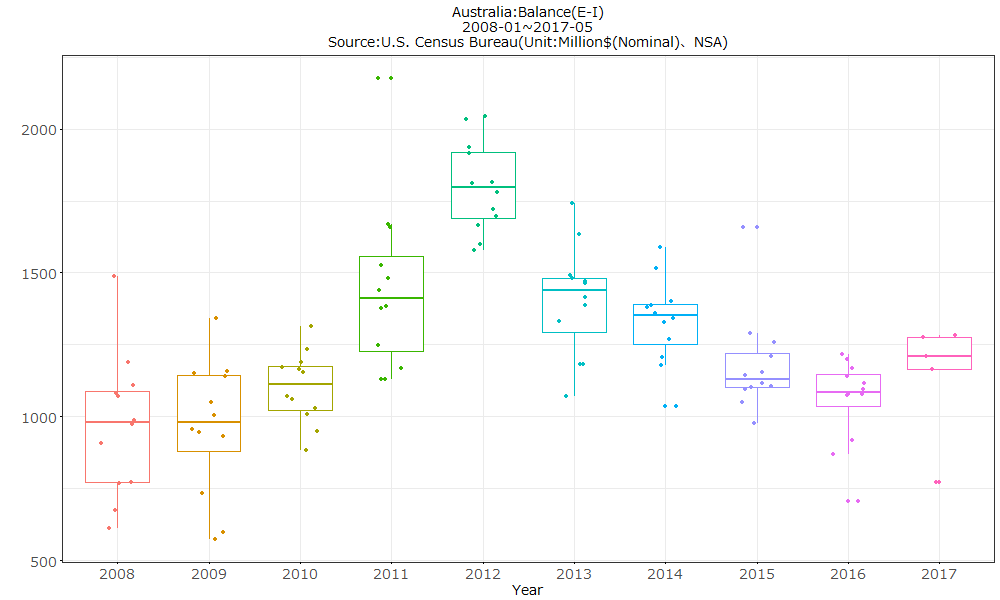 Australia:Balance(E-I)
2008-01~2017-05
Source:U.S. Census Bureau(Unit:Million$(Nominal)、NSA)
2000
1500
1000
500
2008 2009 2010 2011 2012 2013 2014 2015 2016 2017
Year